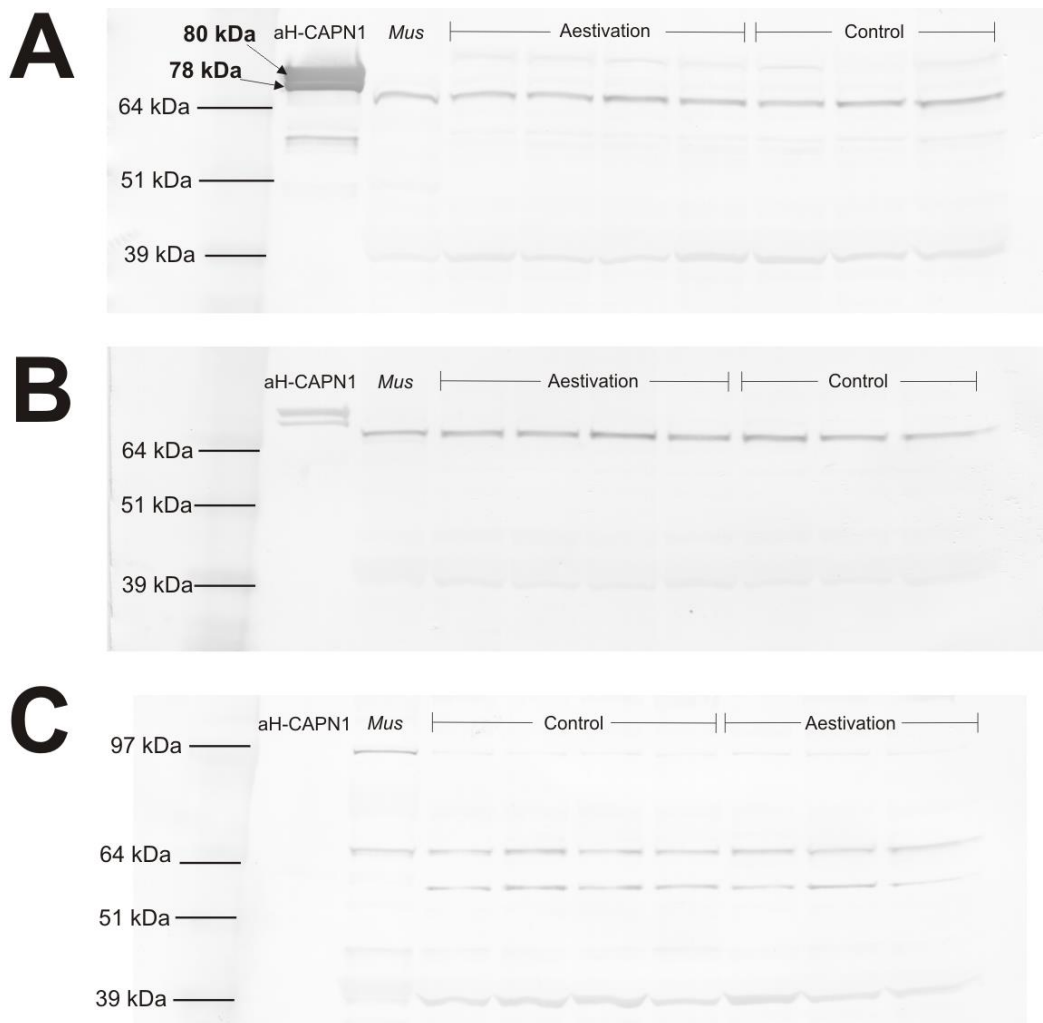 A
80 kDa
aH-CAPN1 Mus Aestivation Control
78 kDa
64 kDa
51 kDa
39 kDa
B
aH-CAPN1 Mus Aestivation Control
64 kDa
51 kDa
39 kDa
C
aH-CAPN1 Mus Control Aestivation
97 kDa
64 kDa
51 kDa
39 kDa